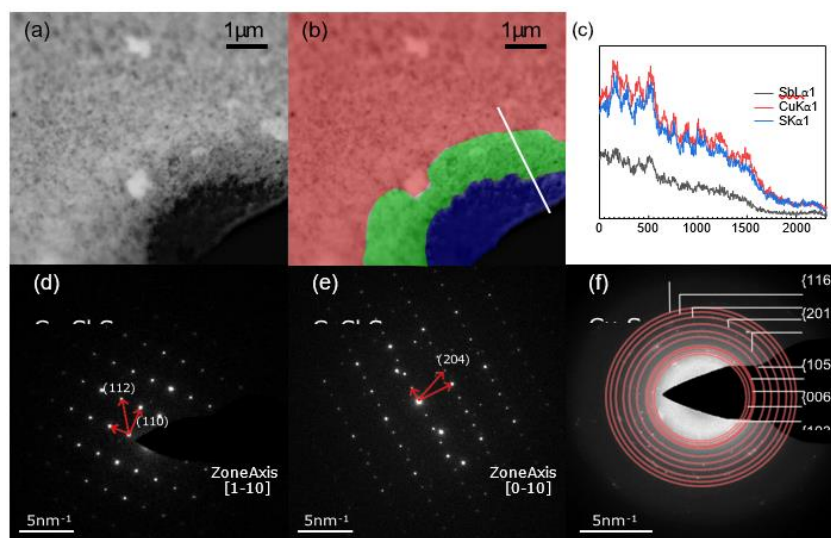 (a)
1µm
(b)
1µm
(c)
SbLα1
CuKα1
SKα1
0
500
1000
1500
2000
(d)
(112)
(110)
ZoneAxis
[1-10]
5nm⁻¹
(e)
(204)
ZoneAxis
[0-10]
5nm⁻¹
(f)
{116
{201
{105
{006
5nm⁻¹